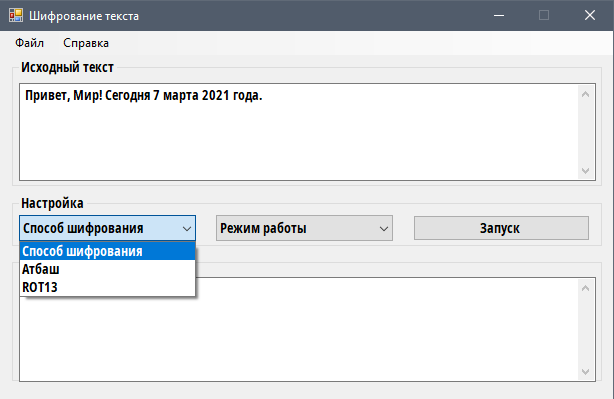 Шифрование текста
Файл Справка
Исходный текст
Привет, Мир! Сегодня 7 марта 2021 года.
Настройка
Способ шифрования Режим работы Запуск
Способ шифрования
Атбаш
ROT13